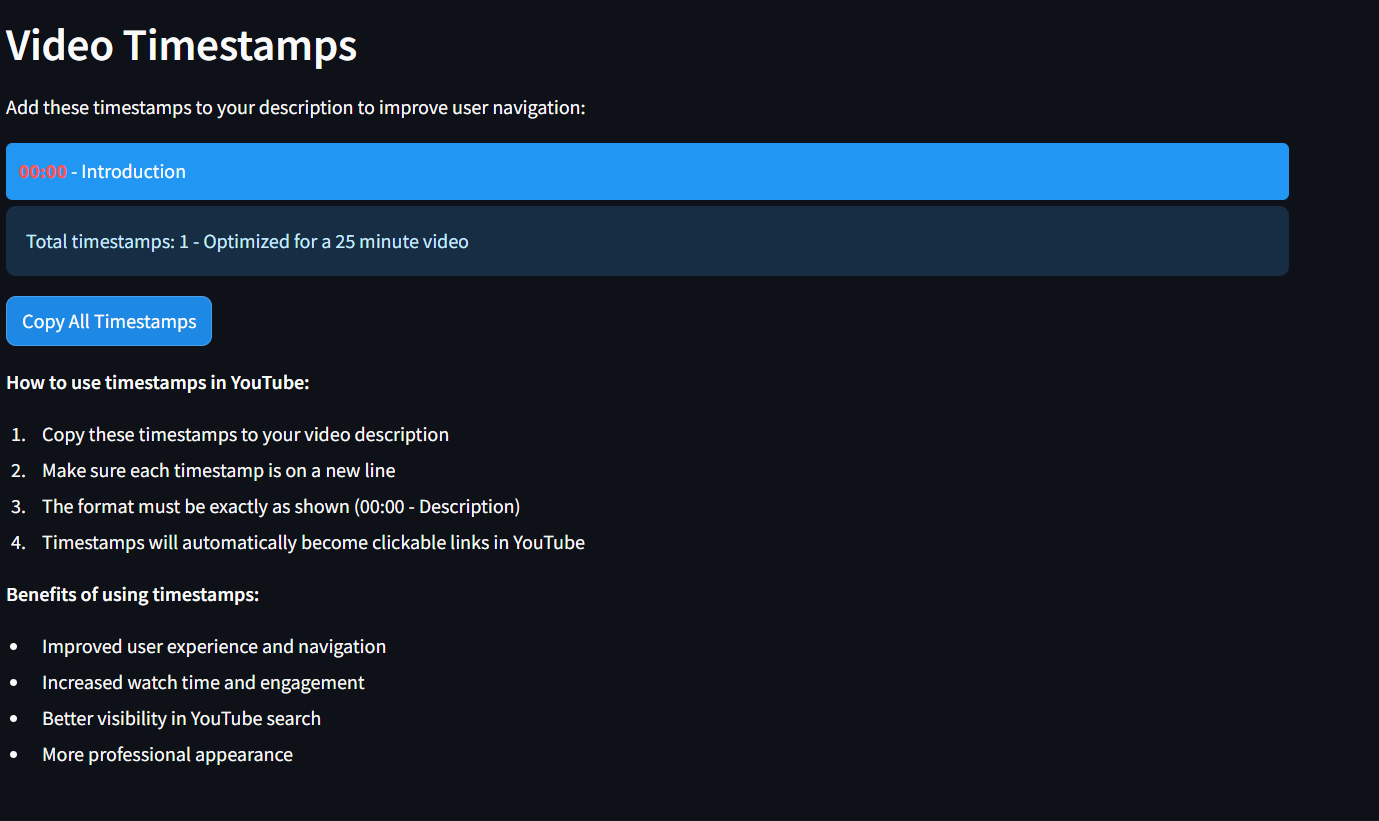 Video Timestamps
Add these timestamps to your description to improve user navigation:
00:00 - Introduction
Total timestamps: 1 - Optimized for a 25 minute video
Copy All Timestamps
How to use timestamps in YouTube:
1. Copy these timestamps to your video description
2. Make sure each timestamp is on a new line
3. The format must be exactly as shown (00:00 - Description)
4. Timestamps will automatically become clickable links in YouTube
Benefits of using timestamps:
• Improved user experience and navigation
• Increased watch time and engagement
• Better visibility in YouTube search
• More professional appearance